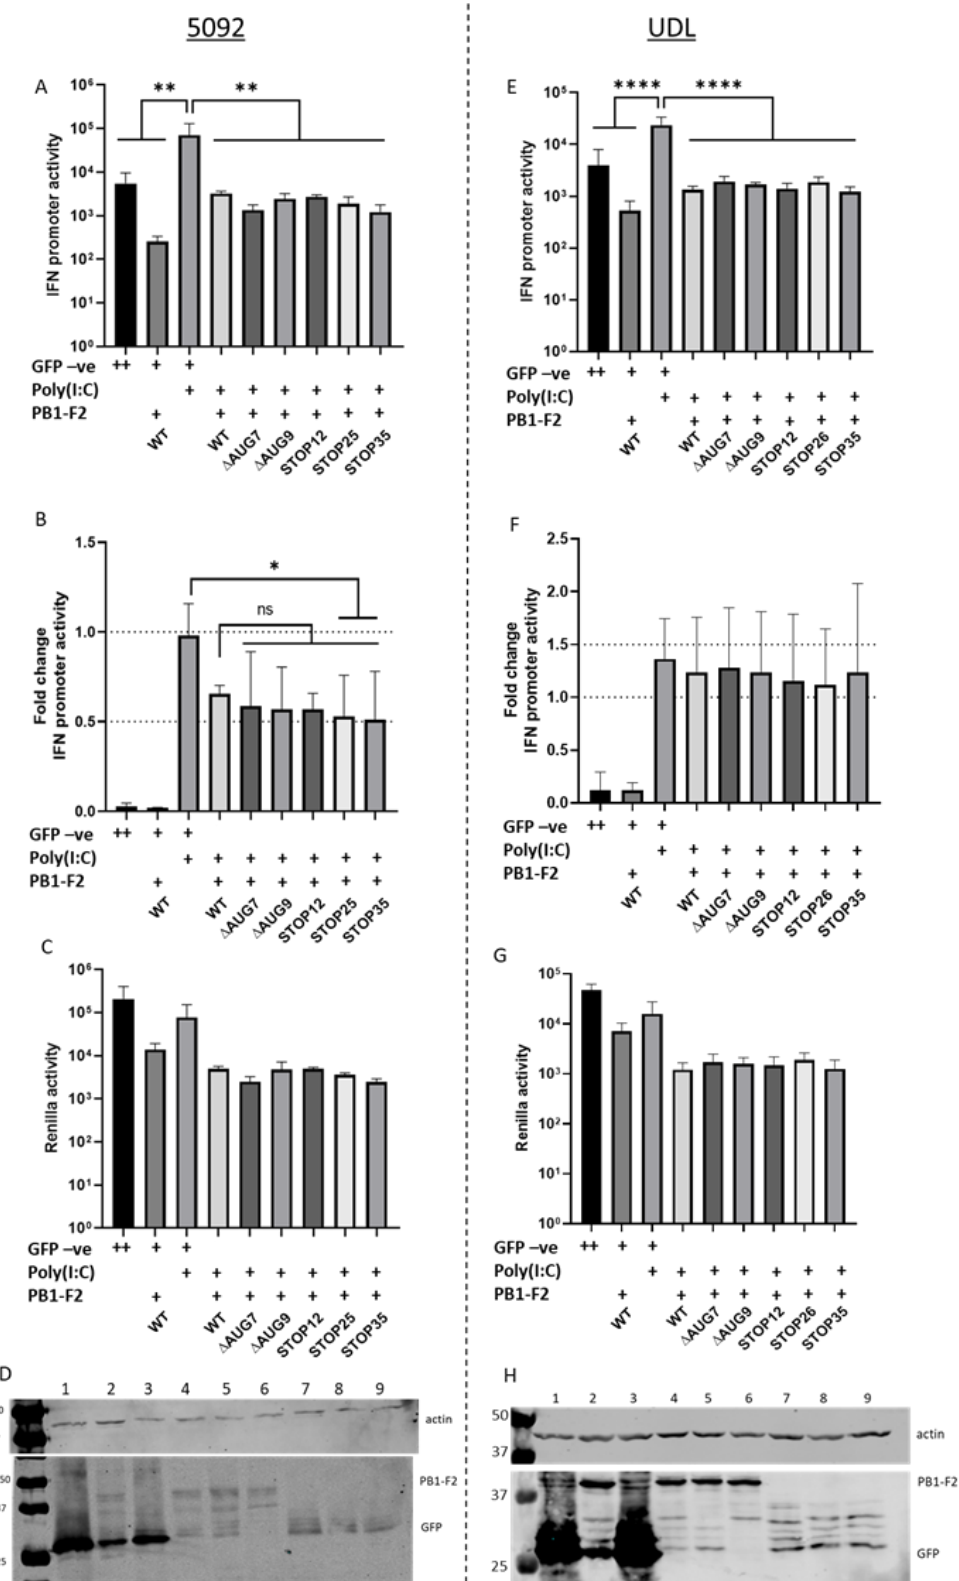 5092
UDL
A
**
**
10⁶
10⁵
10⁴
10³
10²
10¹
10⁰
IFN promoter activity
GFP –ve ++ + +
Poly(I:C) + + + + + + +
PB1-F2 + + + + + + +
WT WT ΔAUG7 ΔAUG9 STOP12 STOP25 STOP35
E
****
****
10⁵
10⁴
10³
10²
10¹
10⁰
IFN promoter activity
GFP –ve ++ + +
Poly(I:C) + + + + + + +
PB1-F2 + + + + + + +
WT WT ΔAUG7 ΔAUG9 STOP12 STOP26 STOP35
B
*
ns
1.5
1.0
0.5
0.0
Fold change
IFN promoter activity
GFP –ve ++ + +
Poly(I:C) + + + + + + +
PB1-F2 + + + + + + +
WT WT ΔAUG7 ΔAUG9 STOP12 STOP25 STOP35
F
2.5
2.0
1.5
1.0
0.5
0.0
Fold change
IFN promoter activity
GFP –ve ++ + +
Poly(I:C) + + + + + + +
PB1-F2 + + + + + + +
WT WT ΔAUG7 ΔAUG9 STOP12 STOP26 STOP35
C
10⁶
10⁵
10⁴
10³
10²
10¹
10⁰
Renilla activity
GFP –ve ++ + +
Poly(I:C) + + + + + + +
PB1-F2 + + + + + + +
WT WT ΔAUG7 ΔAUG9 STOP12 STOP25 STOP35
G
10⁵
10⁴
10³
10²
10¹
10⁰
Renilla activity
GFP –ve ++ + +
Poly(I:C) + + + + + + +
PB1-F2 + + + + + + +
WT WT ΔAUG7 ΔAUG9 STOP12 STOP26 STOP35
D
1 2 3 4 5 6 7 8 9
actin
PB1-F2
GFP
H
1 2 3 4 5 6 7 8 9
50
37
actin
PB1-F2
37
25
GFP